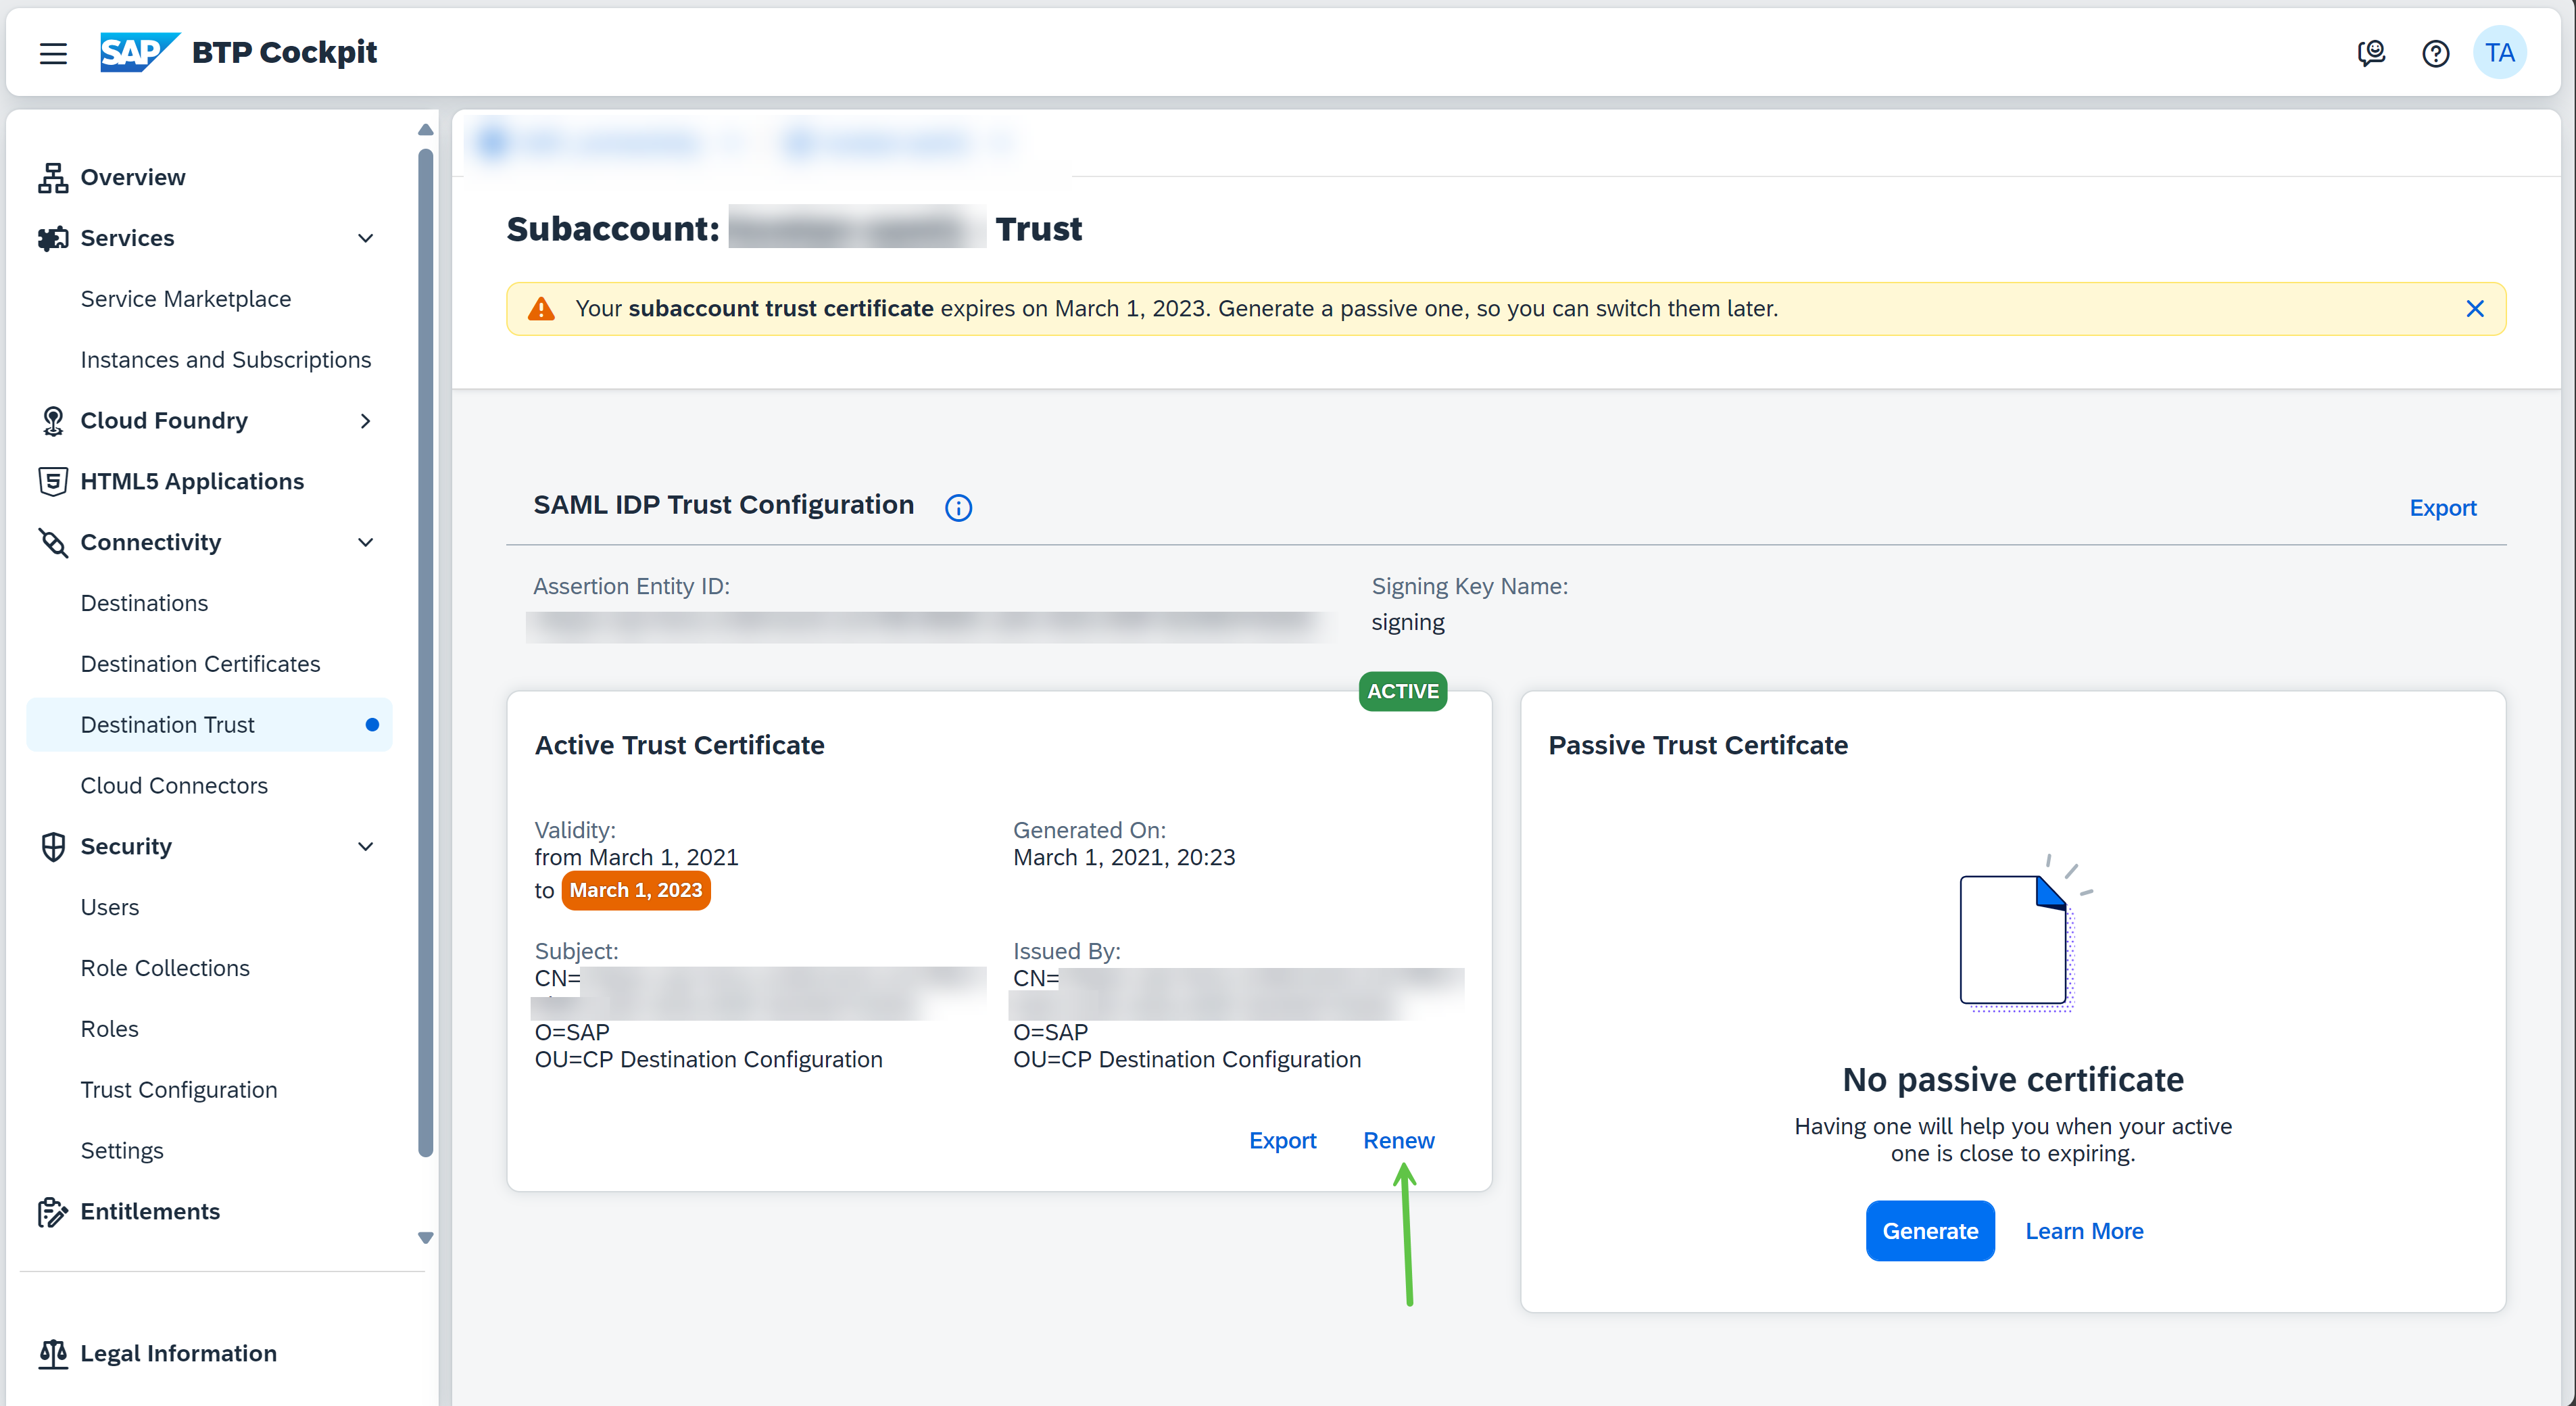 SAP BTP Cockpit
TA
Overview
Services
Service Marketplace
Instances and Subscriptions
Cloud Foundry
HTML5 Applications
Connectivity
Destinations
Destination Certificates
Destination Trust
Cloud Connectors
Security
Users
Role Collections
Roles
Trust Configuration
Settings
Entitlements
Legal Information
Subaccount: Trust
Your subaccount trust certificate expires on March 1, 2023. Generate a passive one, so you can switch them later.
SAML IDP Trust Configuration
Export
Assertion Entity ID:
Signing Key Name:
signing
ACTIVE
Active Trust Certificate
Validity:
from March 1, 2021
to March 1, 2023
Generated On:
March 1, 2021, 20:23
Subject:
CN=
O=SAP
OU=CP Destination Configuration
Issued By:
CN=
O=SAP
OU=CP Destination Configuration
Export Renew
Passive Trust Certifcate
No passive certificate
Having one will help you when your active
one is close to expiring.
Generate Learn More